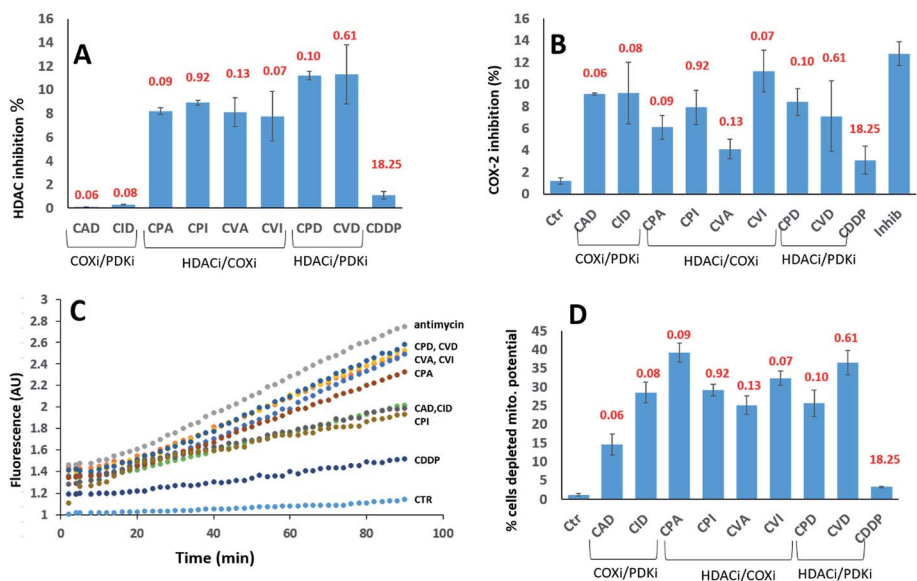 A
HDAC inhibition %
16
14
12
10
8
6
4
2
0
0.06
0.08
0.09
0.92
0.13
0.07
0.10
0.61
18.25
CAD
CID
CPA
CPI
CVA
CVI
CPD
CVD
CDDP
COXi/PDKi
HDACi/COXi
HDACi/PDKi
B
COX-2 inhibition (%)
16
14
12
10
8
6
4
2
0
0.06
0.08
0.09
0.92
0.13
0.07
0.10
0.61
18.25
Ctr
CAD
CID
CPA
CPI
CVA
CVI
CPD
CVD
CDDP
Inhib
COXi/PDKi
HDACi/COXi
HDACi/PDKi
C
Fluorescence (AU)
3
2.8
2.6
2.4
2.2
2
1.8
1.6
1.4
1.2
1
antimycin
CPD, CVD
CVA, CVI
CPA
CAD,CID
CPI
CDDP
CTR
0
20
40
60
80
100
Time (min)
D
% cells depleted mito. potential
45
40
35
30
25
20
15
10
5
0
0.06
0.08
0.09
0.92
0.13
0.07
0.10
0.61
18.25
Ctr
CAD
CID
CPA
CPI
CVA
CVI
CPD
CVD
CDDP
COXi/PDKi
HDACi/COXi
HDACi/PDKi